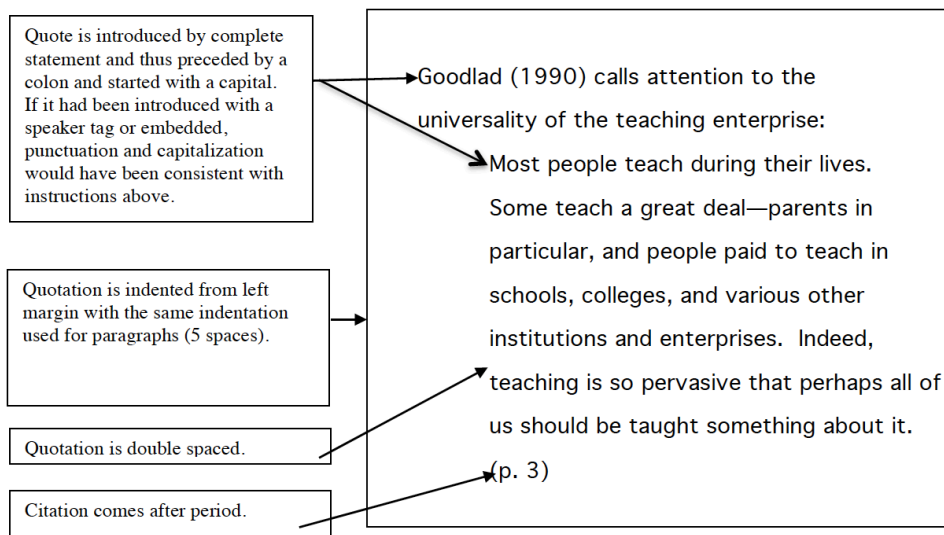 Quote is introduced by complete
statement and thus preceded by a
colon and started with a capital.
If it had been introduced with a
speaker tag or embedded,
punctuation and capitalization
would have been consistent with
instructions above.
Quotation is indented from left
margin with the same indentation
used for paragraphs (5 spaces).
Quotation is double spaced.
Citation comes after period.
Goodlad (1990) calls attention to the
universality of the teaching enterprise:
Most people teach during their lives.
Some teach a great deal—parents in
particular, and people paid to teach in
schools, colleges, and various other
institutions and enterprises.  Indeed,
teaching is so pervasive that perhaps all of
us should be taught something about it.
(p. 3)